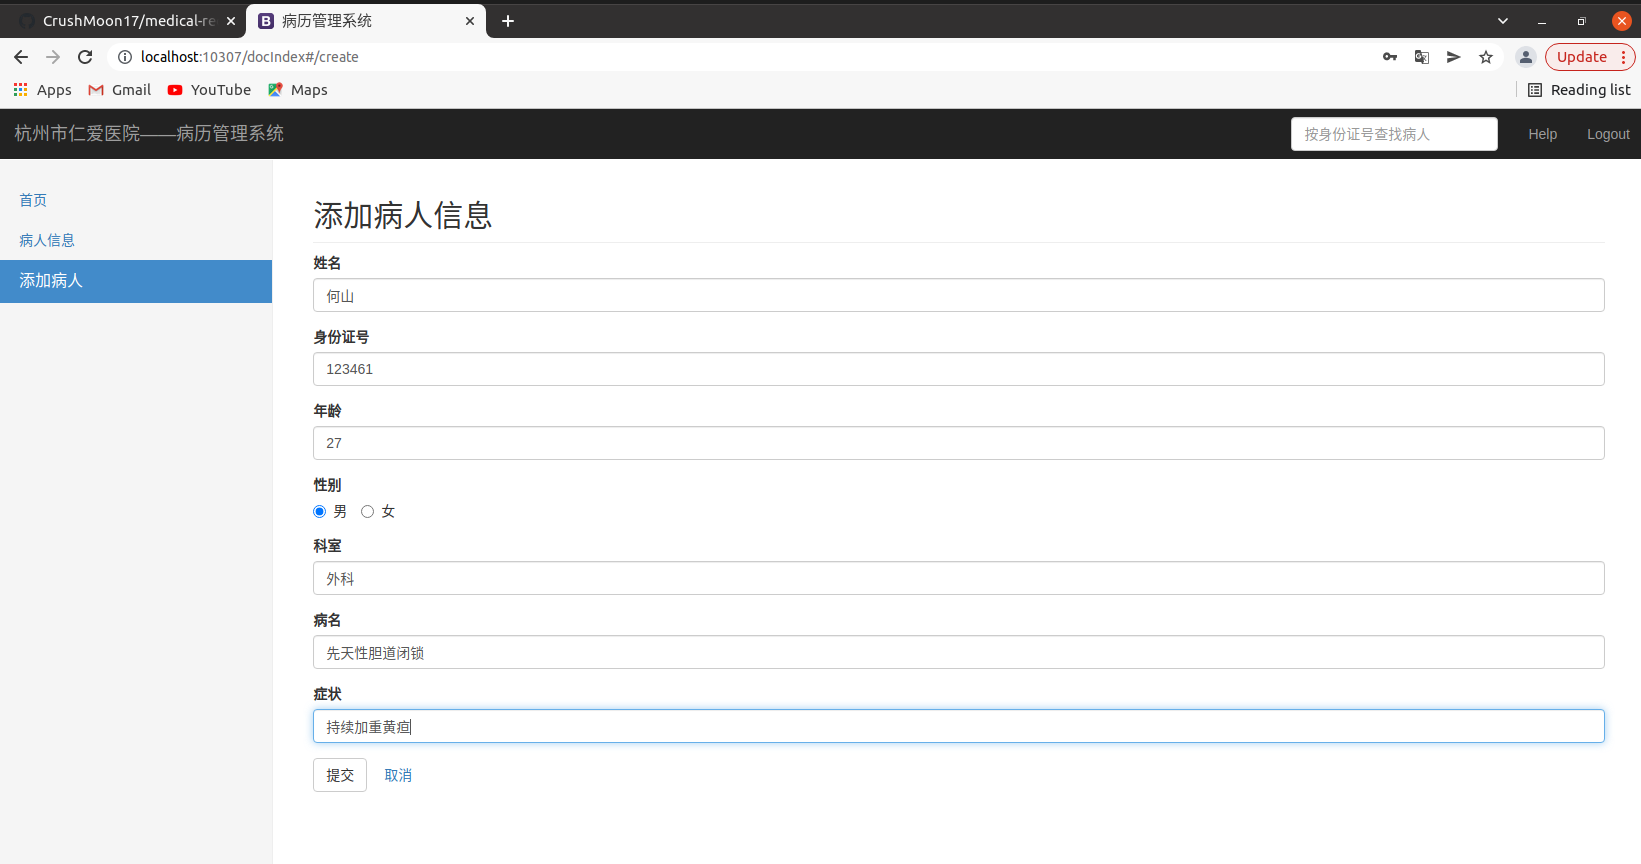 CrushMoon17/medical-re
病历管理系统
localhost:10307/docIndex#/create
Update
Apps
Gmail
YouTube
Maps
Reading list
杭州市仁爱医院——病历管理系统
按身份证号查找病人
Help
Logout
首页
病人信息
添加病人
添加病人信息
姓名
何山
身份证号
123461
年龄
27
性别
男 女
科室
外科
病名
先天性胆道闭锁
症状
持续加重黄疸
提交 取消